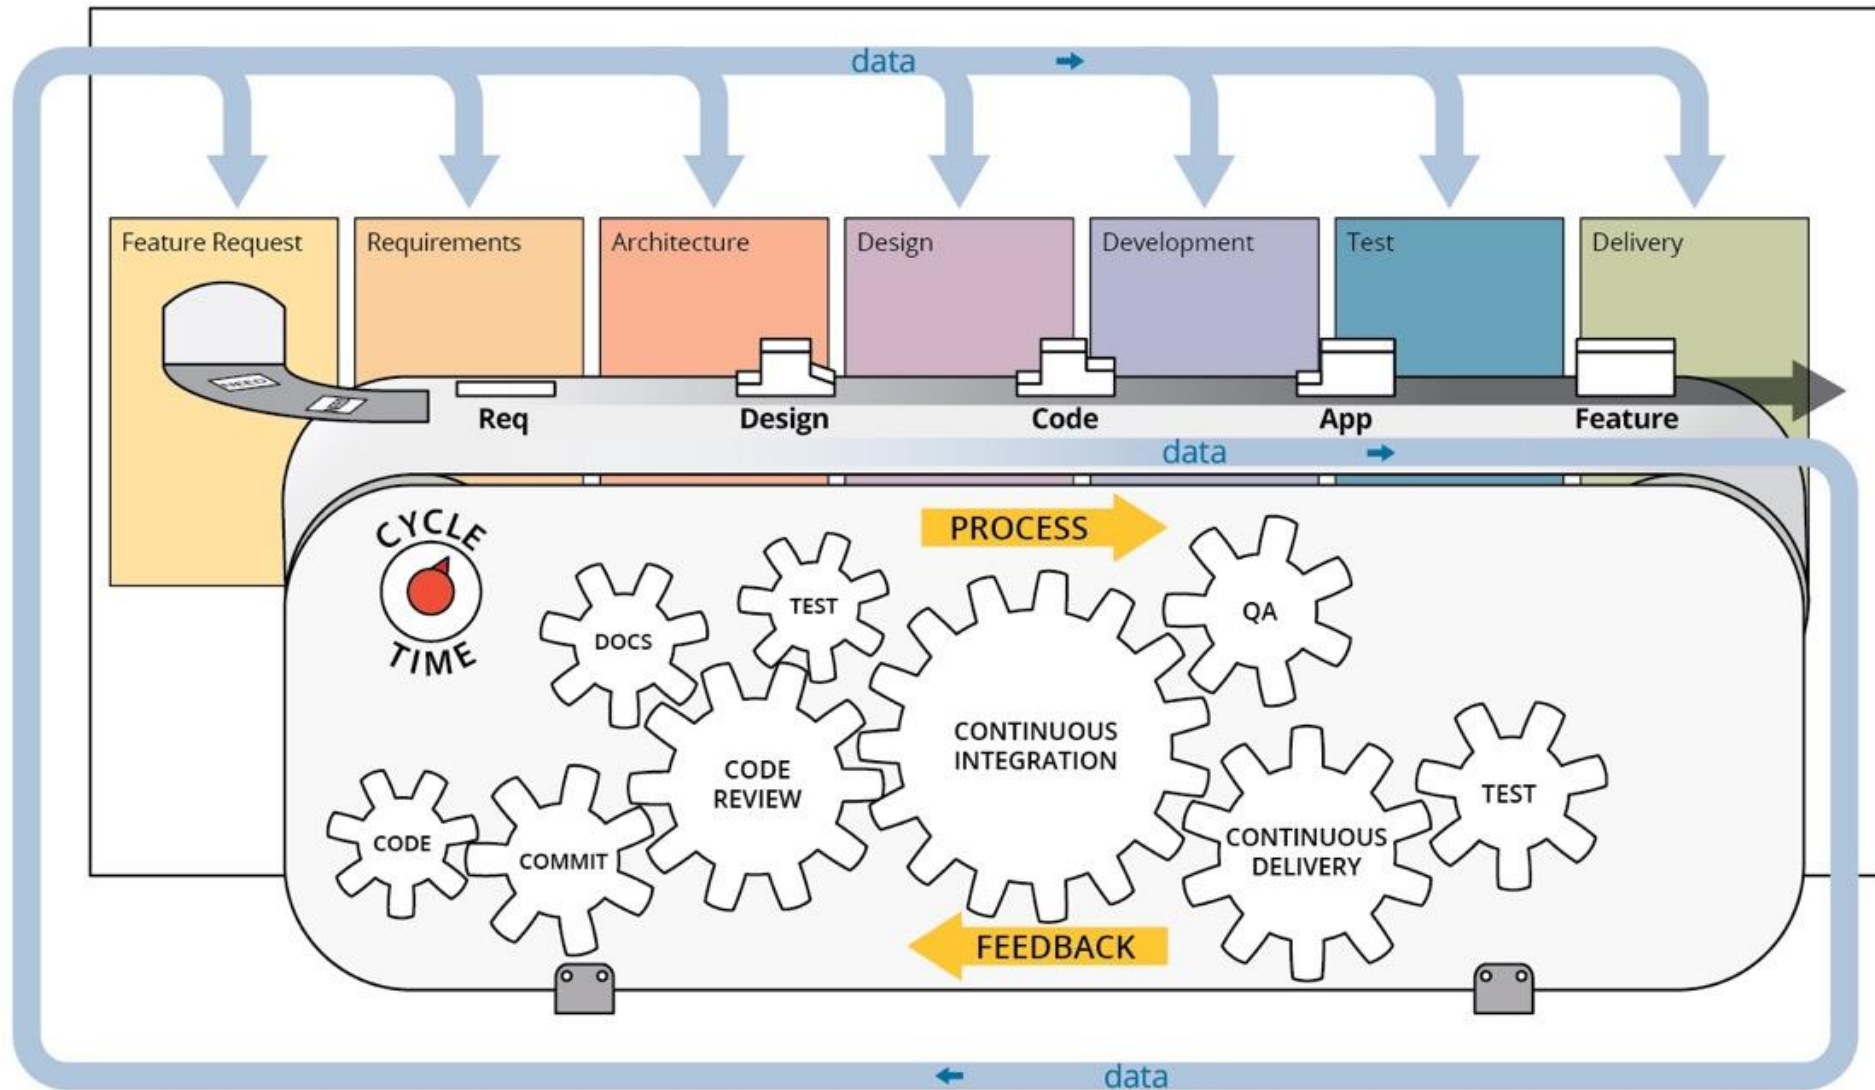 data
Feature Request
Requirements
Architecture
Design
Development
Test
Delivery
NEED
Req
Design
Code
App
Feature
data
PROCESS
CYCLE
TIME
DOCS
TEST
QA
CODE
REVIEW
CONTINUOUS
INTEGRATION
CODE
COMMIT
CONTINUOUS
DELIVERY
TEST
FEEDBACK
data